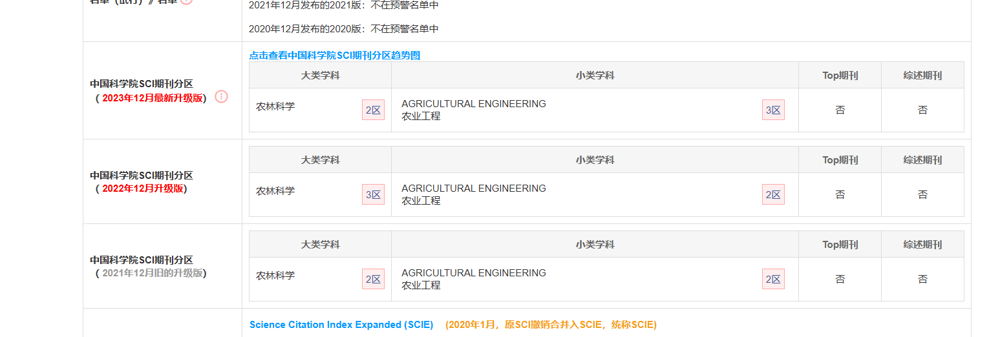 名单（试行）》名单
2021年12月发布的2021版：不在预警名单中
2020年12月发布的2020版：不在预警名单中
点击查看中国科学院SCI期刊分区趋势图
中国科学院SCI期刊分区
（ 2023年12月最新升级版）
大类学科 小类学科 Top期刊 综述期刊
农林科学 2区 AGRICULTURAL ENGINEERING
农业工程 3区 否 否
中国科学院SCI期刊分区
（ 2022年12月升级版）
大类学科 小类学科 Top期刊 综述期刊
农林科学 3区 AGRICULTURAL ENGINEERING
农业工程 2区 否 否
中国科学院SCI期刊分区
（ 2021年12月旧的升级版）
大类学科 小类学科 Top期刊 综述期刊
农林科学 2区 AGRICULTURAL ENGINEERING
农业工程 2区 否 否
Science Citation Index Expanded (SCIE) (2020年1月，原SCI撤销合并入SCIE，统称SCIE)